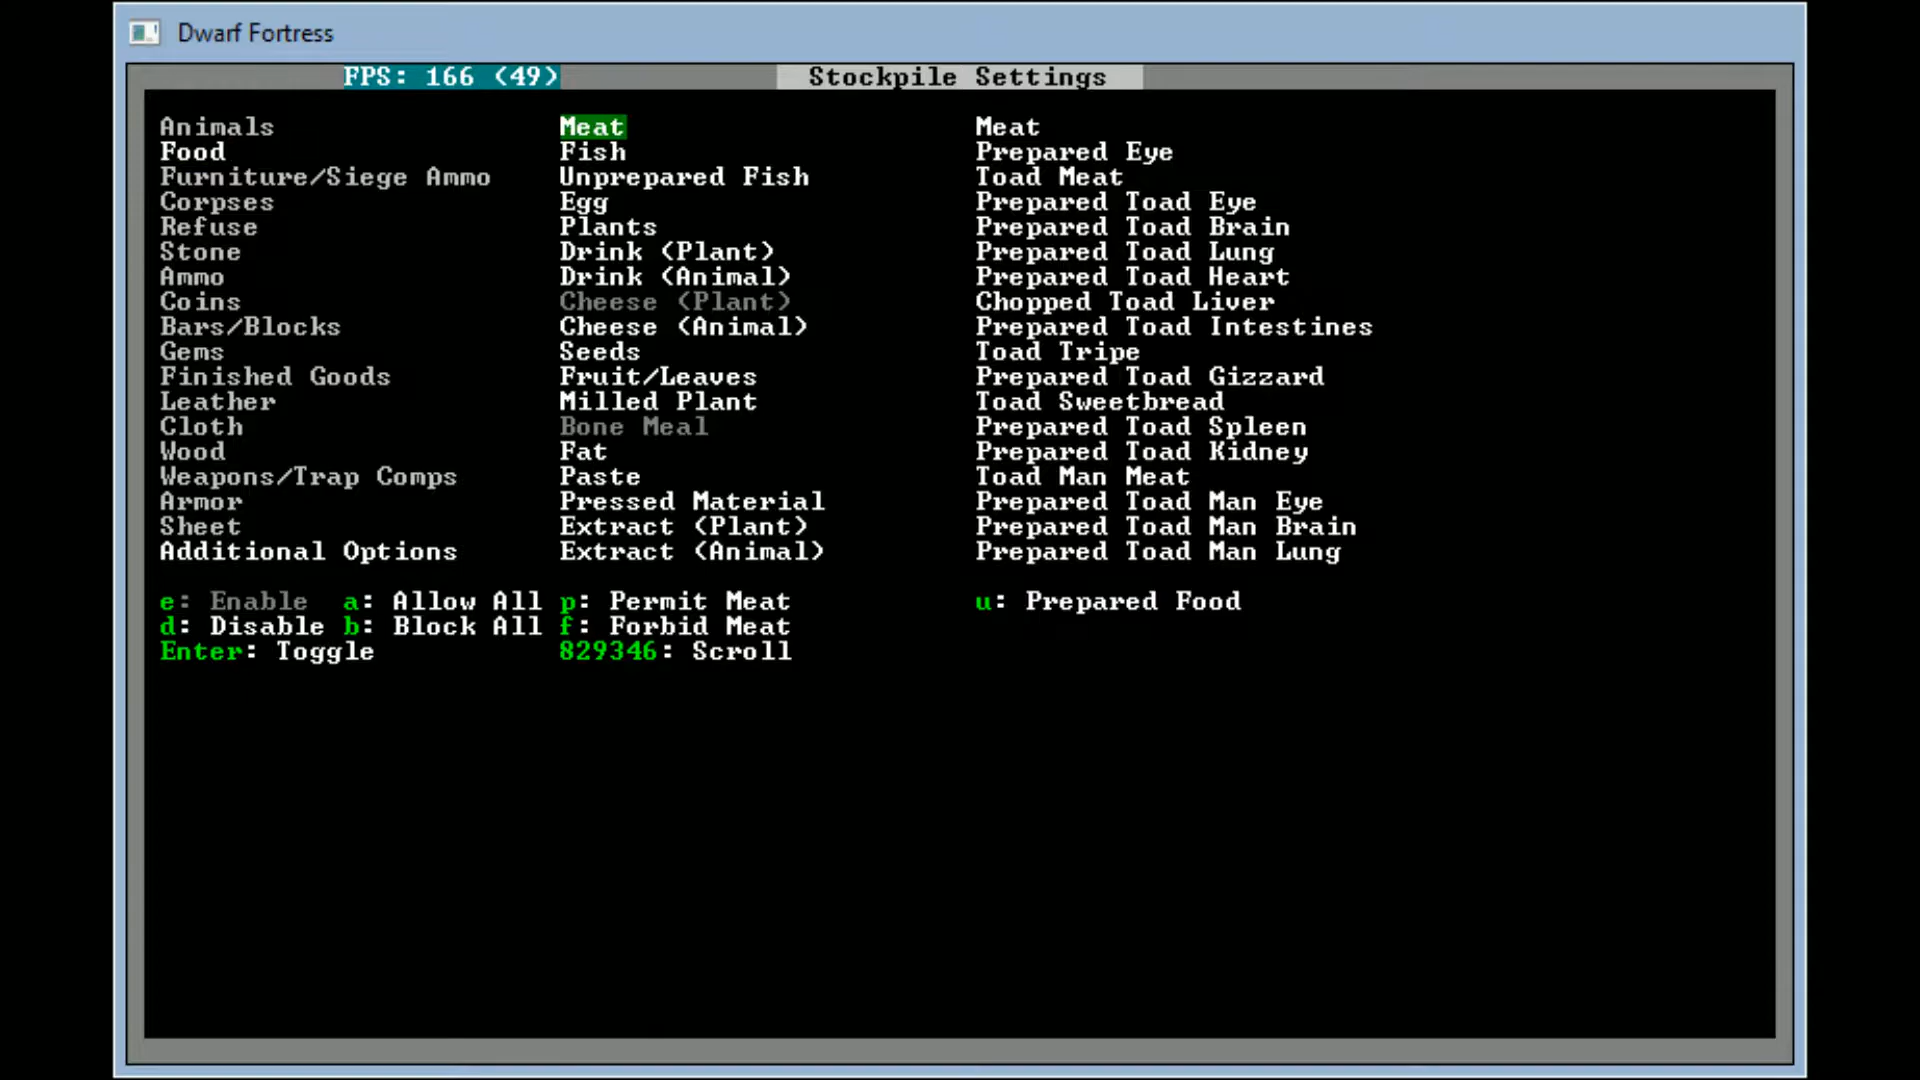 Dwarf Fortress
FPS: 166 (49) Stockpile Settings
Animals Meat Meat
Food Fish Prepared Eye
Furniture/Siege Ammo Unprepared Fish Toad Meat
Corpses Egg Prepared Toad Eye
Refuse Plants Prepared Toad Brain
Stone Drink (Plant) Prepared Toad Lung
Ammo Drink (Animal) Prepared Toad Heart
Coins Cheese (Plant) Chopped Toad Liver
Bars/Blocks Cheese (Animal) Prepared Toad Intestines
Gems Seeds Toad Tripe
Finished Goods Fruit/Leaves Prepared Toad Gizzard
Leather Milled Plant Toad Sweetbread
Cloth Bone Meal Prepared Toad Spleen
Wood Fat Prepared Toad Kidney
Weapons/Trap Comps Paste Toad Man Meat
Armor Pressed Material Prepared Toad Man Eye
Sheet Extract (Plant) Prepared Toad Man Brain
Additional Options Extract (Animal) Prepared Toad Man Lung
e: Enable a: Allow All p: Permit Meat u: Prepared Food
d: Disable b: Block All f: Forbid Meat
Enter: Toggle 829346: Scroll